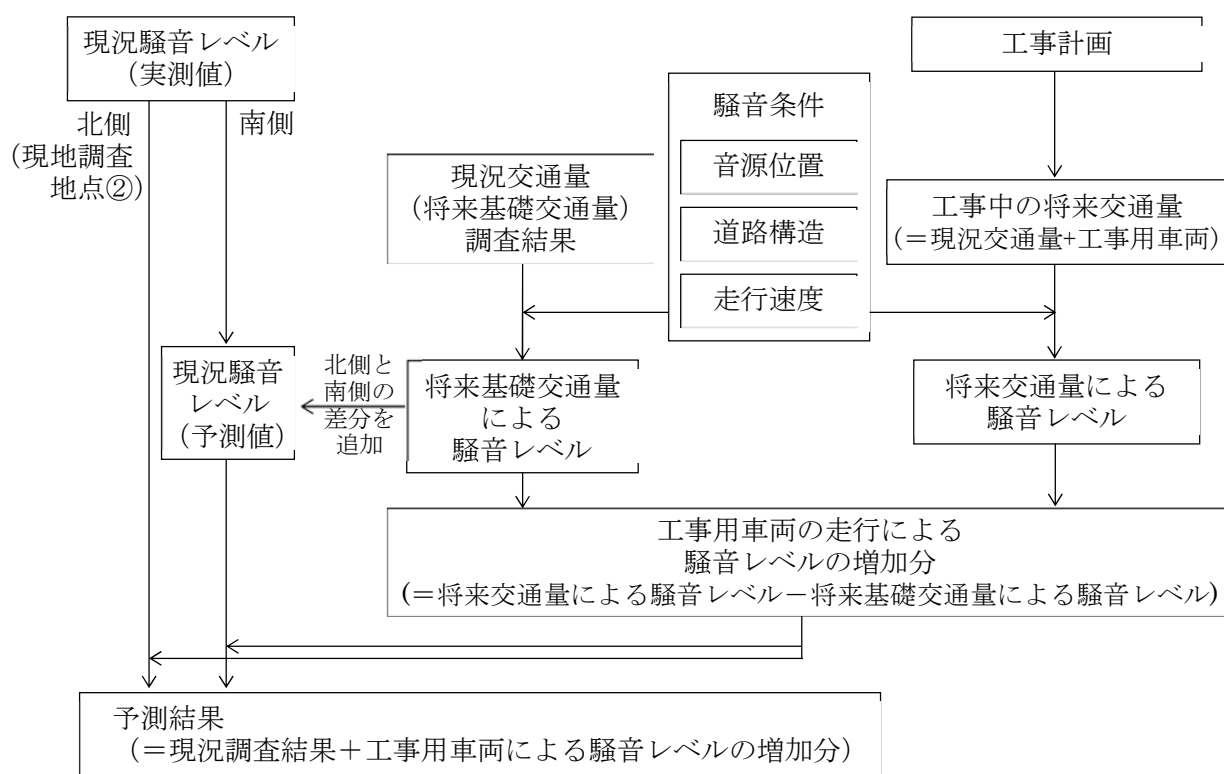 現況騒音レベル
（実測値）
工事計画
北側
（現地調査
地点②）
南側
騒音条件
音源位置
道路構造
走行速度
現況交通量
（将来基礎交通量）
調査結果
工事中の将来交通量
（＝現況交通量+工事用車両）
現況騒音
レベル
（予測値）
北側と
南側の
差分を
追加
将来基礎交通量
による
騒音レベル
将来交通量による
騒音レベル
工事用車両の走行による
騒音レベルの増加分
（＝将来交通量による騒音レベル－将来基礎交通量による騒音レベル）
予測結果
（＝現況調査結果＋工事用車両による騒音レベルの増加分）